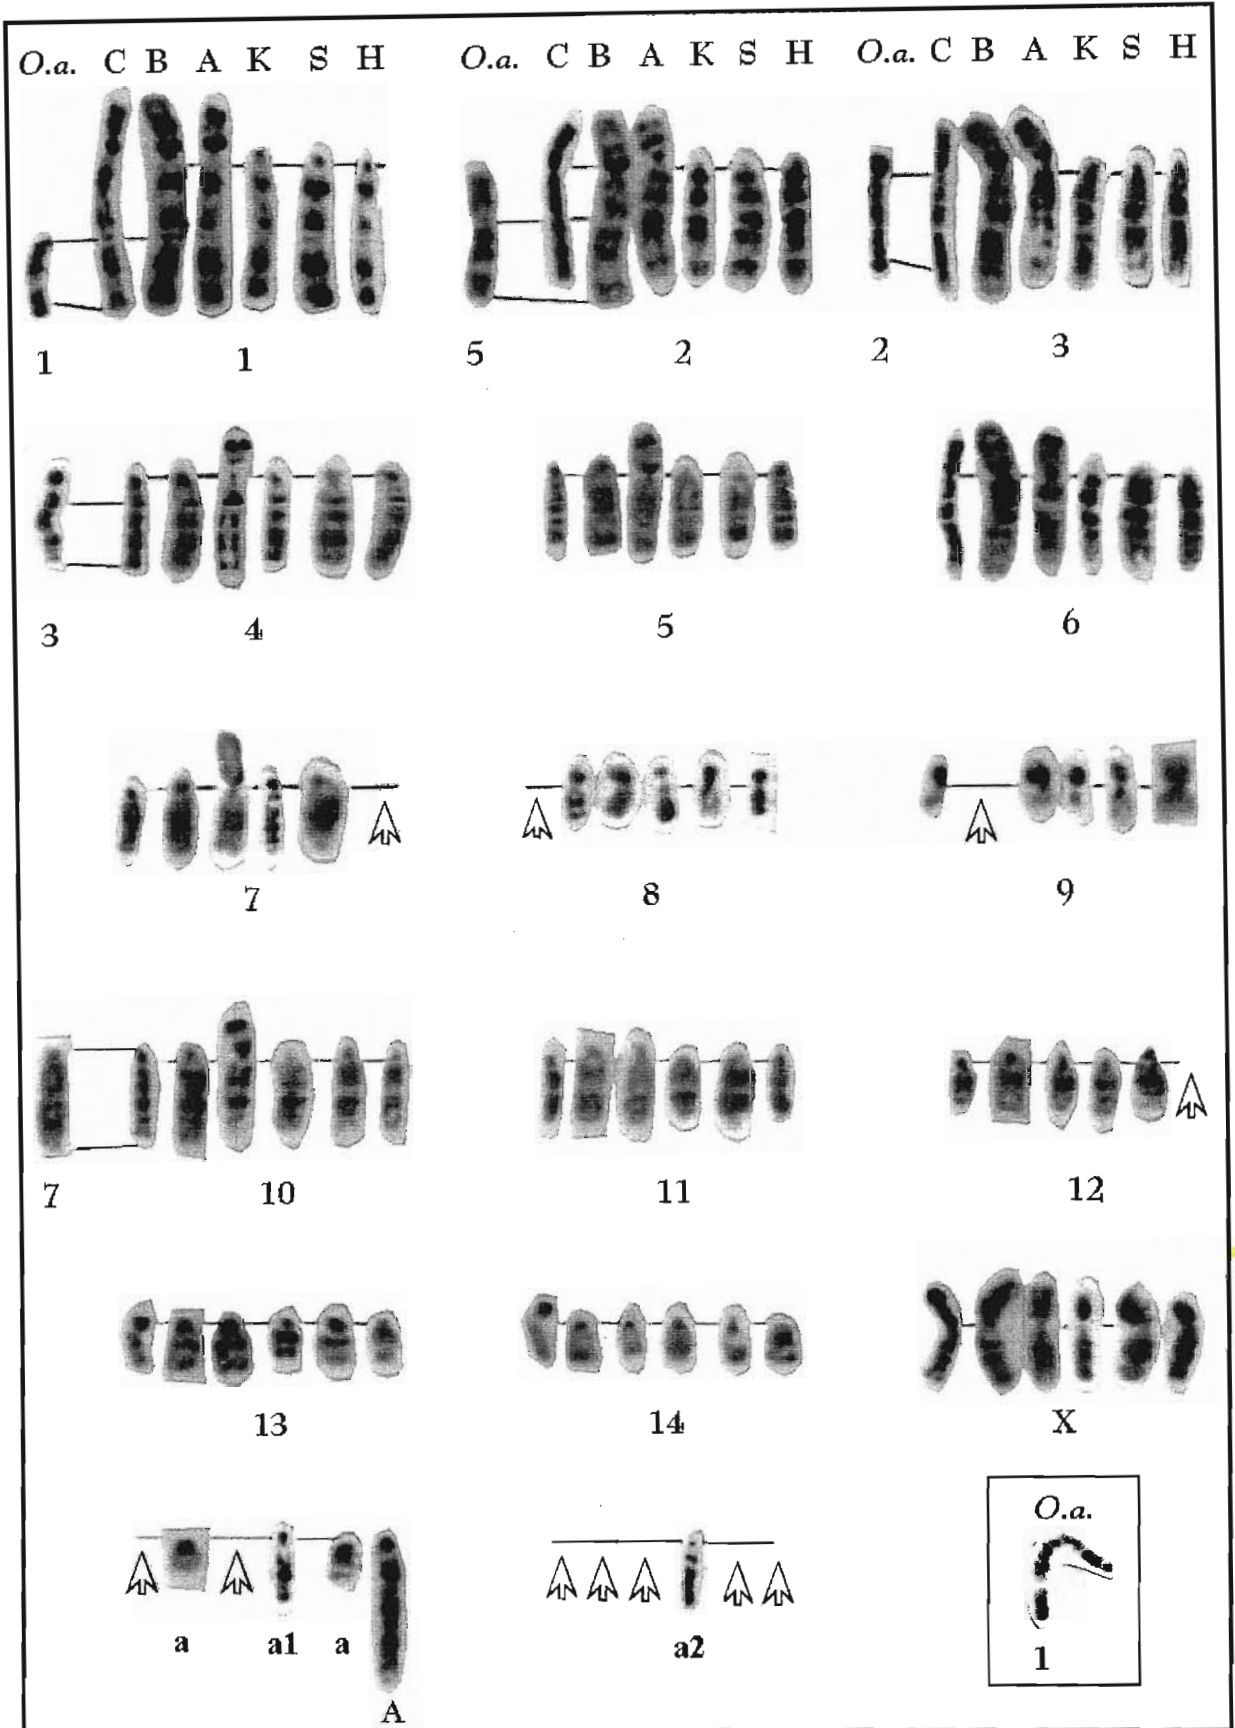 O.a. C B A K S H O.a. C B A K S H O.a. C B A K S H
1 1 5 2 2 3
3 4 5 6
7 8 9
7 10 11 12
13 14 X
O.a.
a a1 a a2 1
A